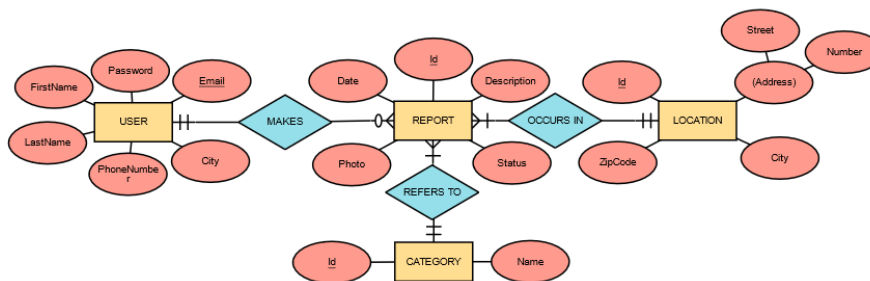 Street
Number
Id
Password
Date
Description
Id
(Address)
FirstName
Email
USER
MAKES
REPORT
OCCURS IN
LOCATION
LastName
PhoneNumbe
r
City
Photo
Status
ZipCode
City
REFERS TO
Id
CATEGORY
Name